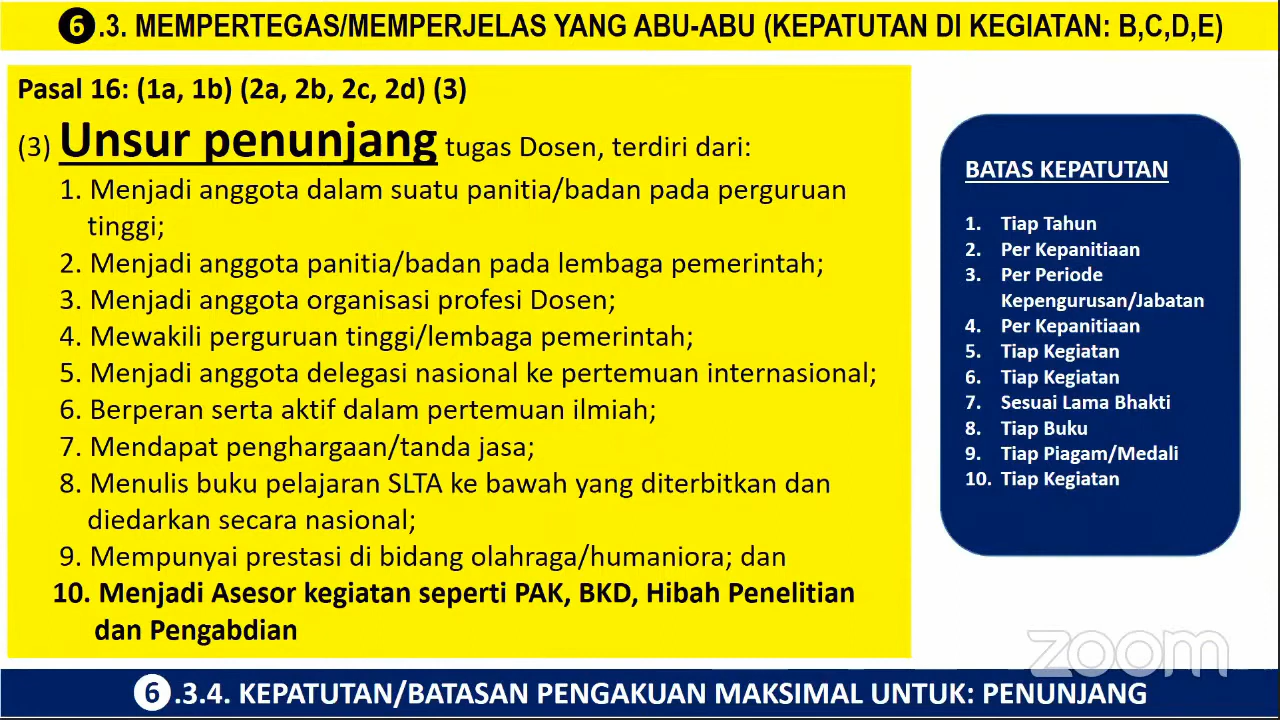 6 .3. MEMPERTEGAS/MEMPERJELAS YANG ABU-ABU (KEPATUTAN DI KEGIATAN: B,C,D,E)
Pasal 16: (1a, 1b) (2a, 2b, 2c, 2d) (3)
(3) Unsur penunjang tugas Dosen, terdiri dari:
1. Menjadi anggota dalam suatu panitia/badan pada perguruan
tinggi;
2. Menjadi anggota panitia/badan pada lembaga pemerintah;
3. Menjadi anggota organisasi profesi Dosen;
4. Mewakili perguruan tinggi/lembaga pemerintah;
5. Menjadi anggota delegasi nasional ke pertemuan internasional;
6. Berperan serta aktif dalam pertemuan ilmiah;
7. Mendapat penghargaan/tanda jasa;
8. Menulis buku pelajaran SLTA ke bawah yang diterbitkan dan
diedarkan secara nasional;
9. Mempunyai prestasi di bidang olahraga/humaniora; dan
10. Menjadi Asesor kegiatan seperti PAK, BKD, Hibah Penelitian
dan Pengabdian
BATAS KEPATUTAN
1. Tiap Tahun
2. Per Kepanitiaan
3. Per Periode
Kepengurusan/Jabatan
4. Per Kepanitiaan
5. Tiap Kegiatan
6. Tiap Kegiatan
7. Sesuai Lama Bhakti
8. Tiap Buku
9. Tiap Piagam/Medali
10. Tiap Kegiatan
zoom
6 .3.4. KEPATUTAN/BATASAN PENGAKUAN MAKSIMAL UNTUK: PENUNJANG